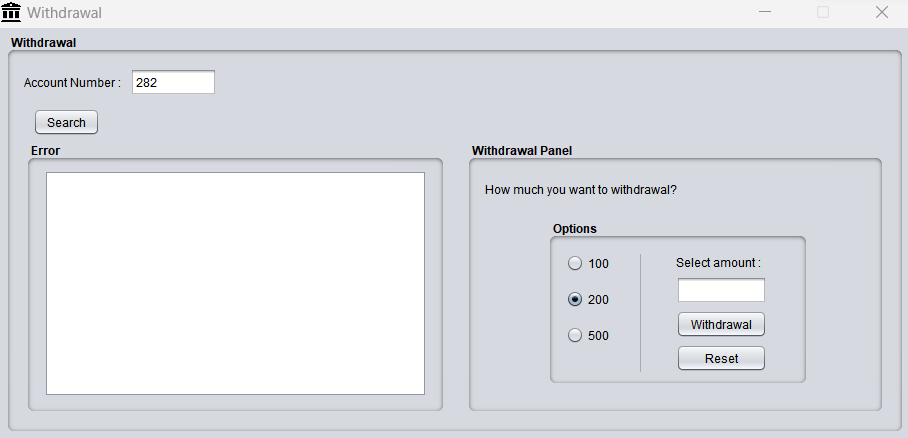 Withdrawal
Withdrawal
Account Number : 282
Search
Error
Withdrawal Panel
How much you want to withdrawal?
Options
100
Select amount :
200
Withdrawal
500
Reset